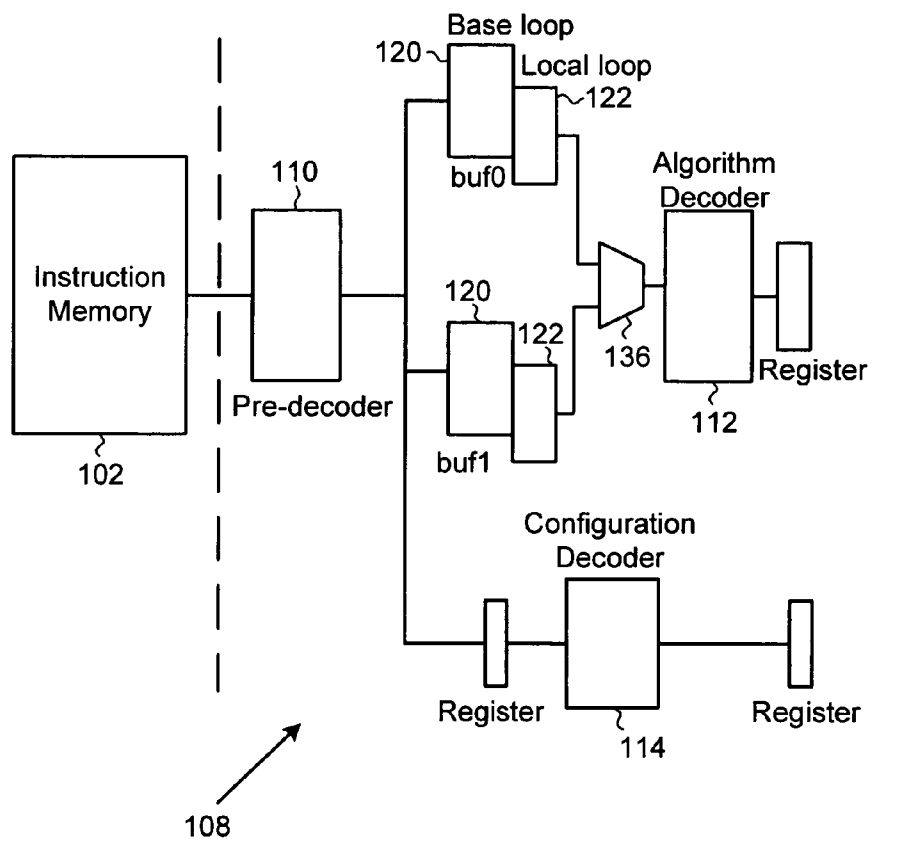 Base loop
120
Local loop
122
buf0
110
Algorithm
Decoder
Instruction
Memory
120
122
136
Register
Pre-decoder
112
102
buf1
Configuration
Decoder
Register
Register
114
108